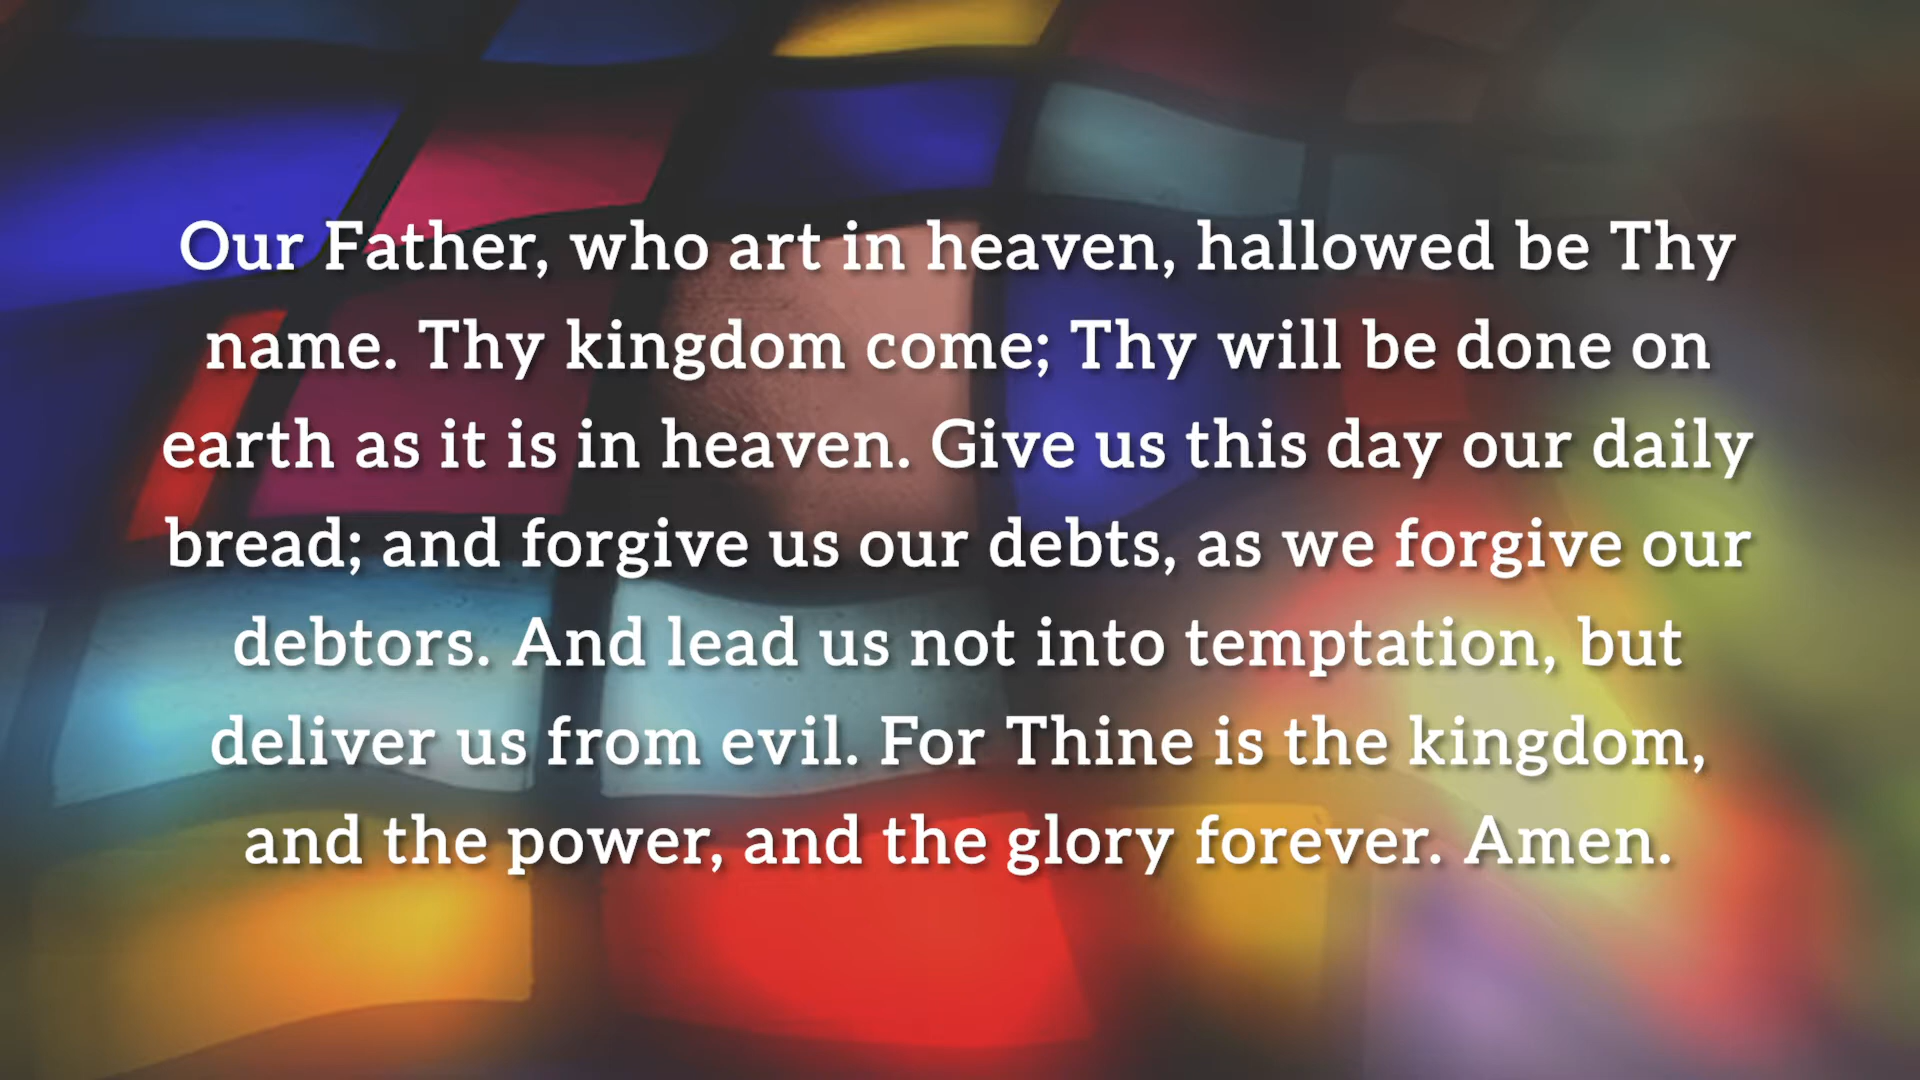 Our Father, who art in heaven, hallowed be Thy
name. Thy kingdom come; Thy will be done on
earth as it is in heaven. Give us this day our daily
bread; and forgive us our debts, as we forgive our
debtors. And lead us not into temptation, but
deliver us from evil. For Thine is the kingdom,
and the power, and the glory forever. Amen.